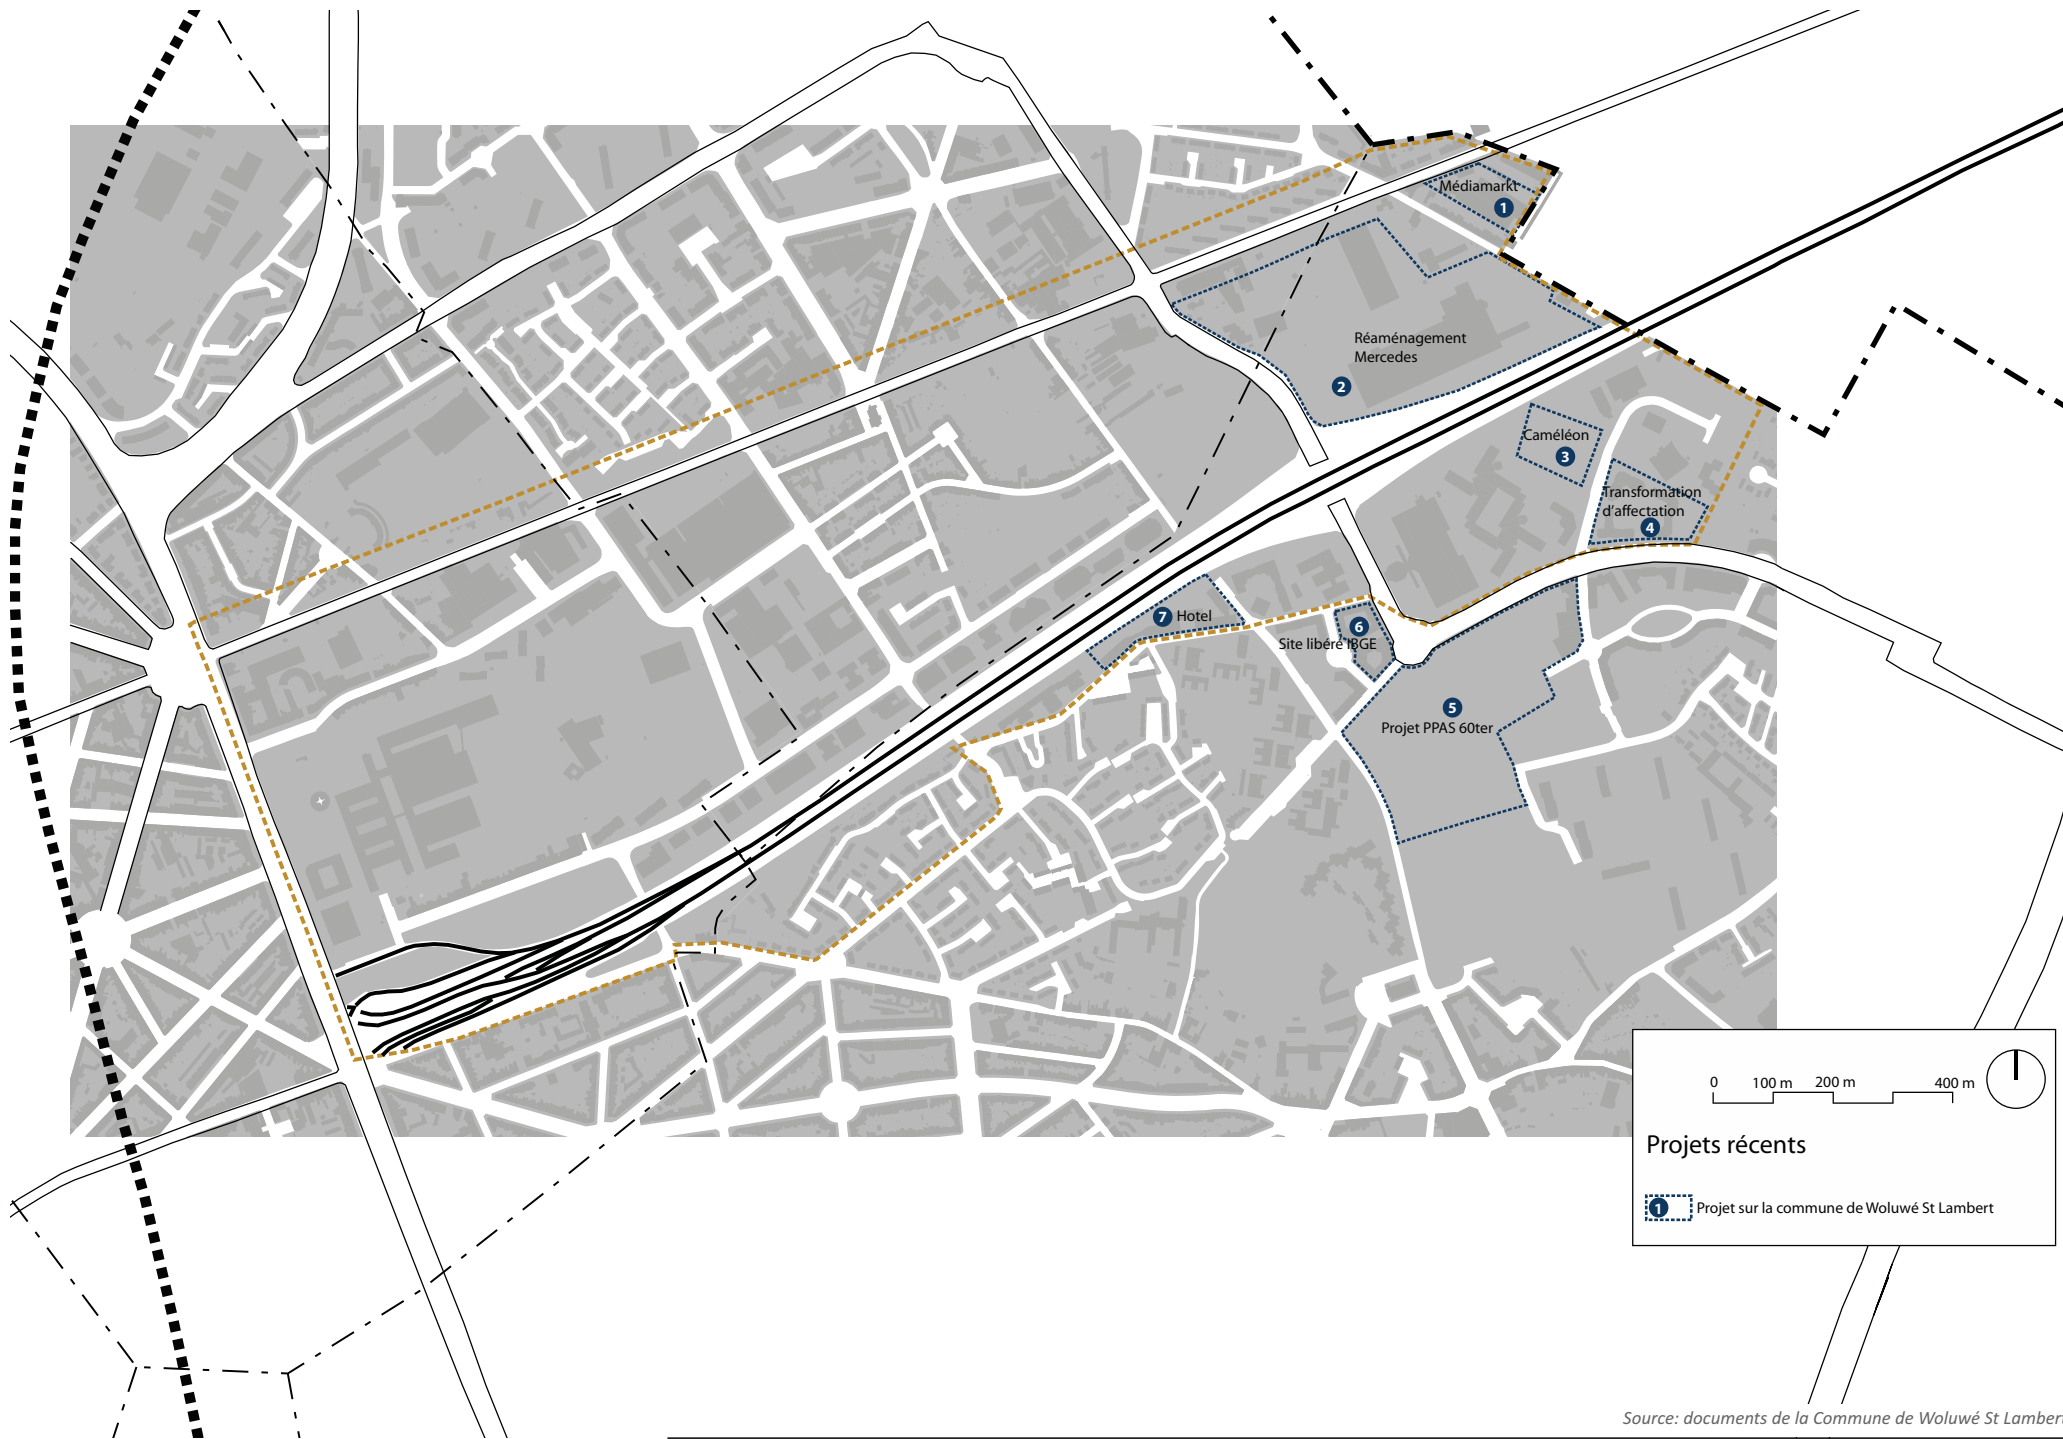 Médiamarkt
1
Réaménagement
Mercedes
2
Caméléon
3
Transformation
d'affectation
4
7 Hotel
6
Site libéré IBGE
5
Projet PPAS 60ter
0 100 m 200 m 400 m
Projets récents
1 Projet sur la commune de Woluwé St Lambert
Source: documents de la Commune de Woluwé St Lambert